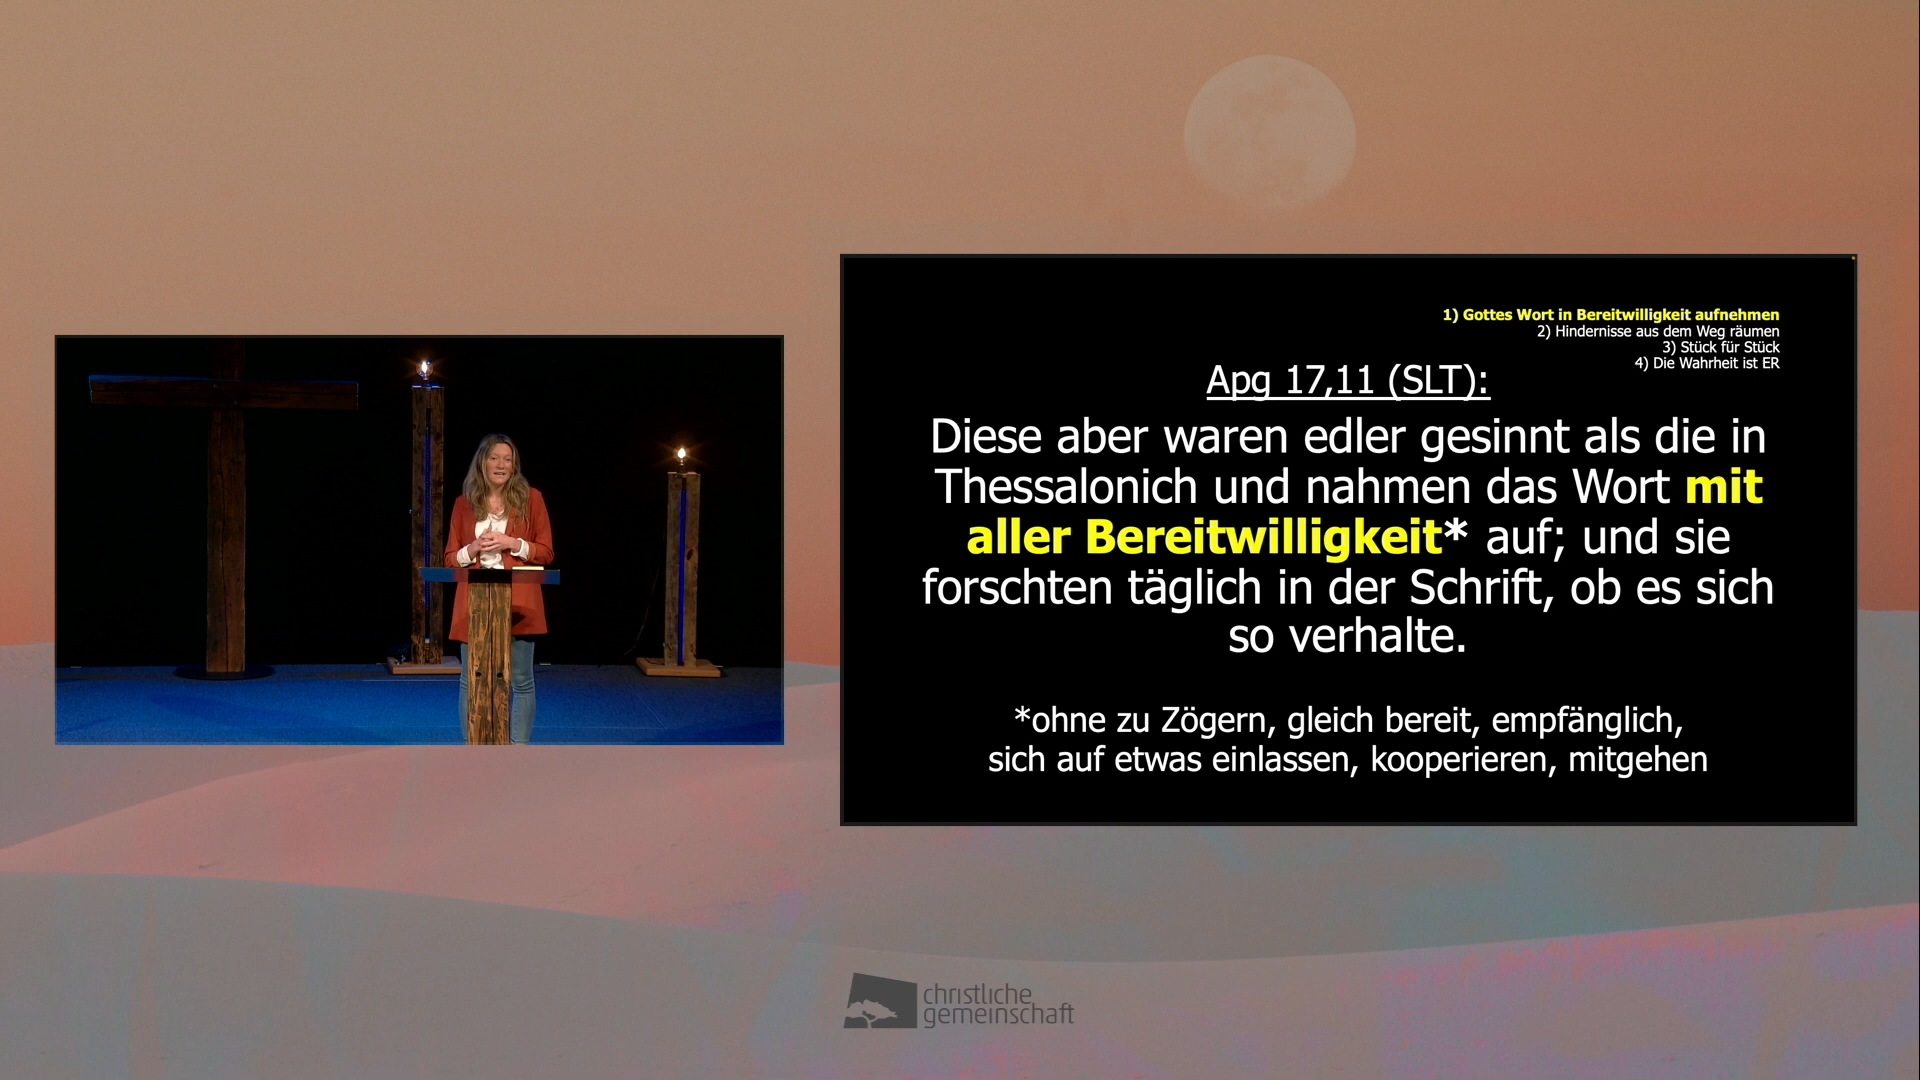 1) Gottes Wort in Bereitwilligkeit aufnehmen
2) Hindernisse aus dem Weg räumen
3) Stück für Stück
4) Die Wahrheit ist ER
Apg 17,11 (SLT):
Diese aber waren edler gesinnt als die in
Thessalonich und nahmen das Wort mit
aller Bereitwilligkeit* auf; und sie
forschten täglich in der Schrift, ob es sich
so verhalte.
*ohne zu Zögern, gleich bereit, empfänglich,
sich auf etwas einlassen, kooperieren, mitgehen
christliche
gemeinschaft